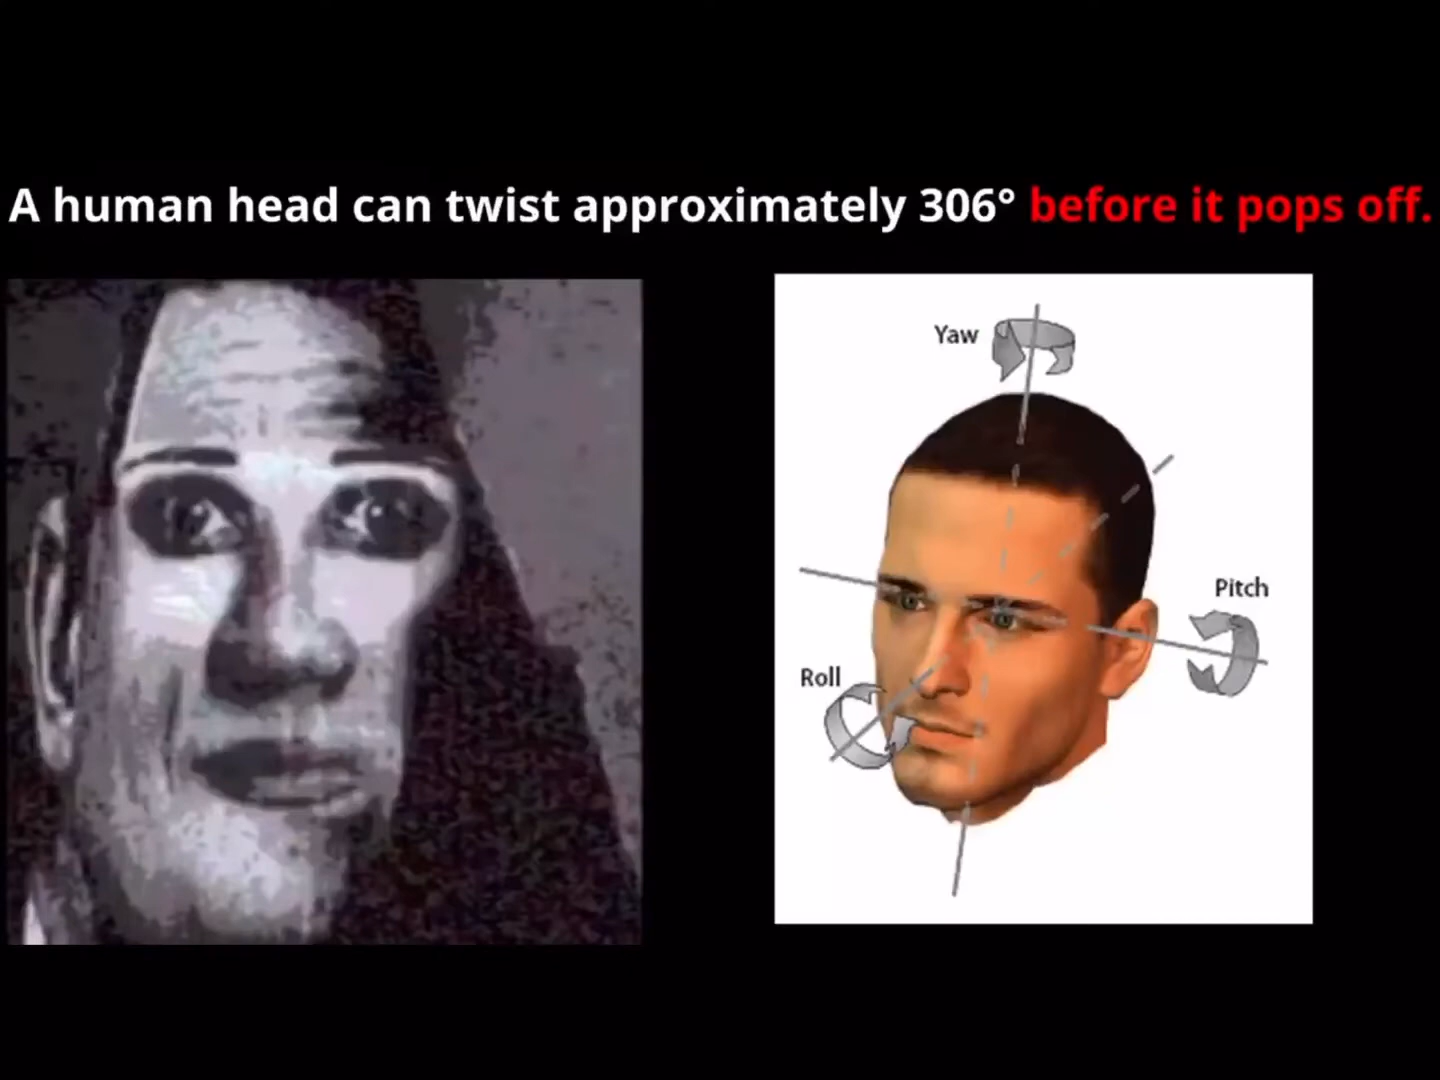 A human head can twist approximately 306° before it pops off.
Yaw
Pitch
Roll